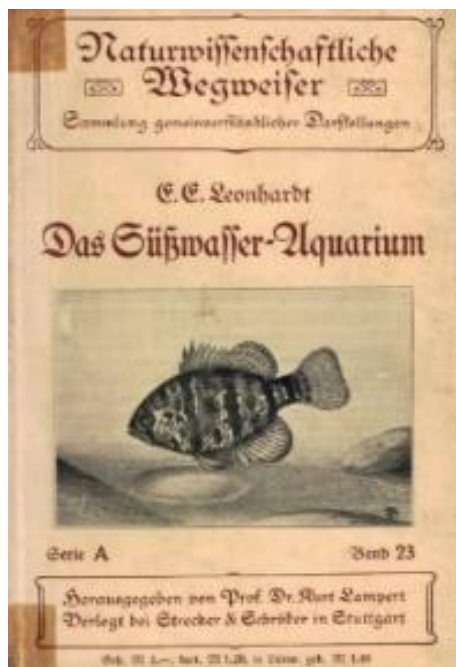 Naturwissenschaftliche
Wegweiser
Sammlung gemeinverständlicher Darstellungen
E. E. Leonhardt
Das Süßwasser-Aquarium
Serie A
Band 23
Herausgegeben von Prof. Dr. Kurt Lampert
Verlegt bei Strecker & Schröder in Stuttgart